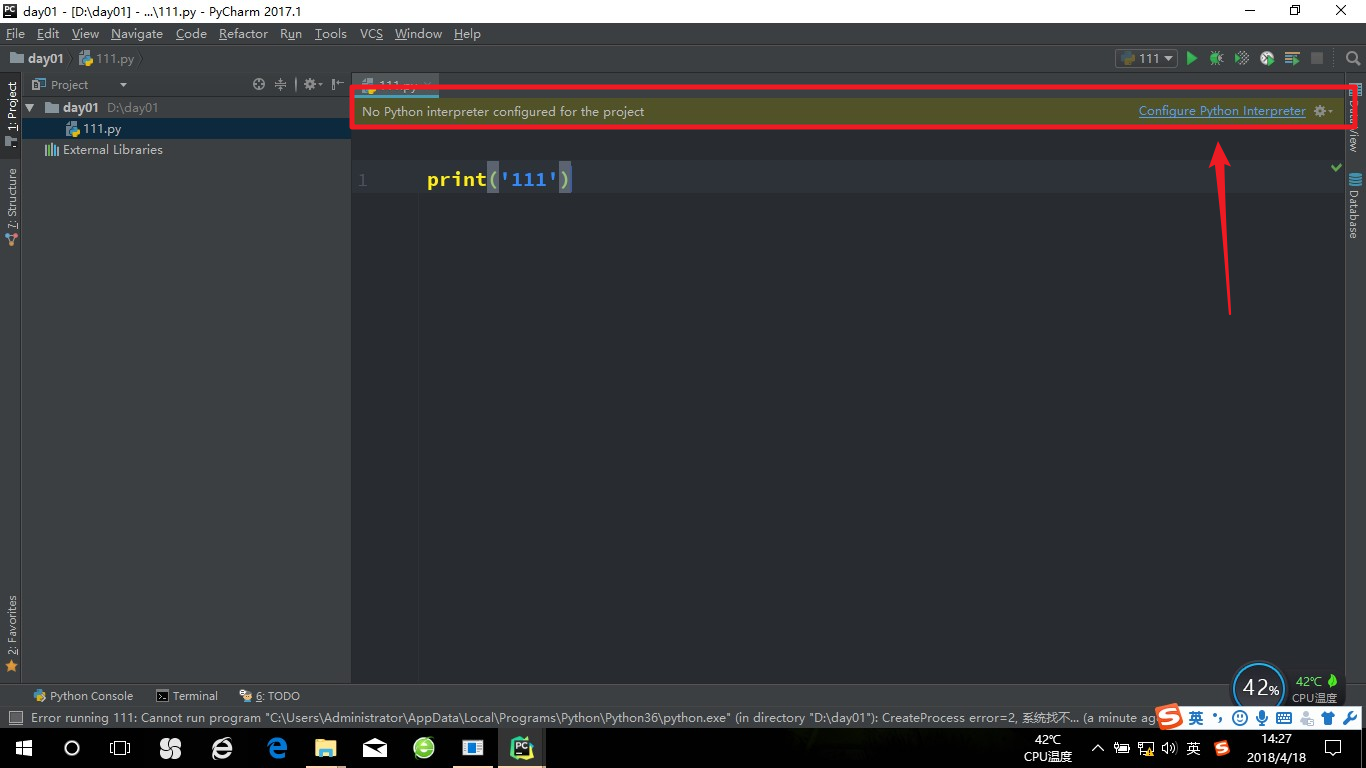 day01 - [D:\day01] - ...\111.py - PyCharm 2017.1
File Edit View Navigate Code Refactor Run Tools VCS Window Help
day01 111.py 111
Project 111.py
1: Project
day01 D:\day01
111.py
External Libraries
7: Structure
2: Favorites
No Python interpreter configured for the project Configure Python Interpreter
1 print('111')
View
Database
Python Console Terminal 6: TODO
42% 42℃
CPU温度
Error running 111: Cannot run program "C:\Users\Administrator\AppData\Local\Programs\Python\Python36\python.exe" (in directory "D:\day01"): CreateProcess error=2, 系统找不... (a minute ag
英
42℃
CPU温度
英
14:27
2018/4/18